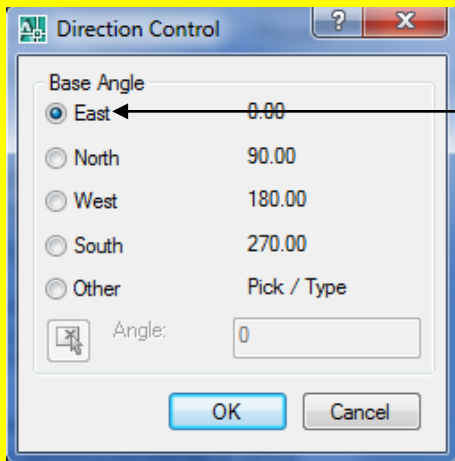 Direction Control
Base Angle
East 0.00
North 90.00
West 180.00
South 270.00
Other Pick / Type
Angle: 0
OK Cancel